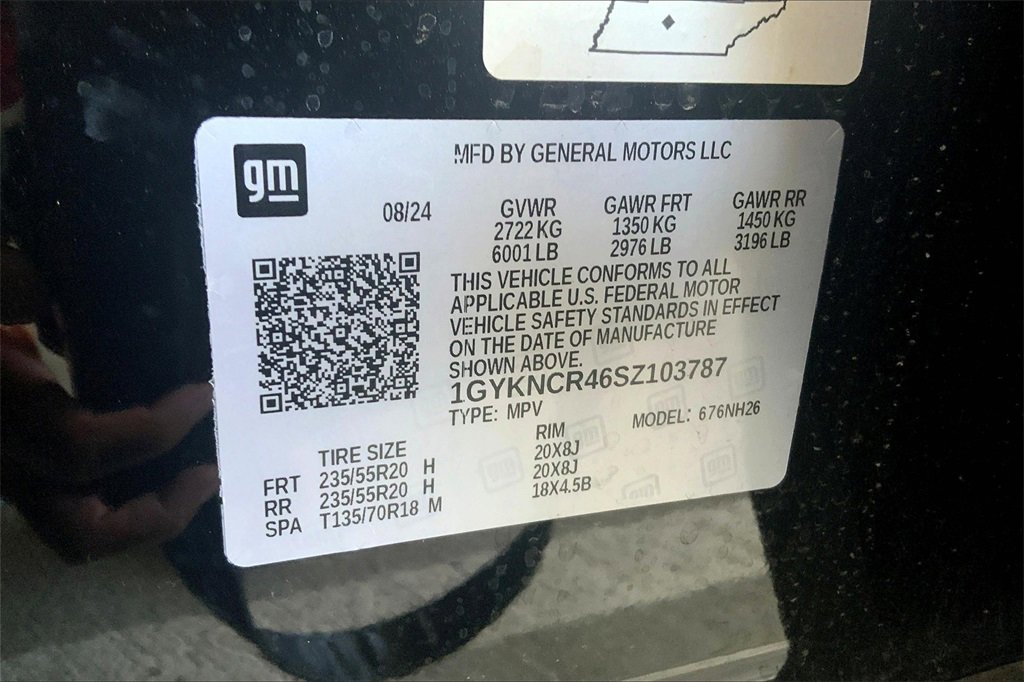 gm
MFD BY GENERAL MOTORS LLC
08/24
GVWR GAWR FRT GAWR RR
2722 KG 1350 KG 1450 KG
6001 LB 2976 LB 3196 LB
THIS VEHICLE CONFORMS TO ALL
APPLICABLE U.S. FEDERAL MOTOR
VEHICLE SAFETY STANDARDS IN EFFECT
ON THE DATE OF MANUFACTURE
SHOWN ABOVE.
1GYKNCR46SZ103787
TYPE: MPV MODEL: 676NH26
TIRE SIZE RIM
FRT 235/55R20 H 20X8J
RR 235/55R20 H 20X8J
SPA T135/70R18 M 18X4.5B